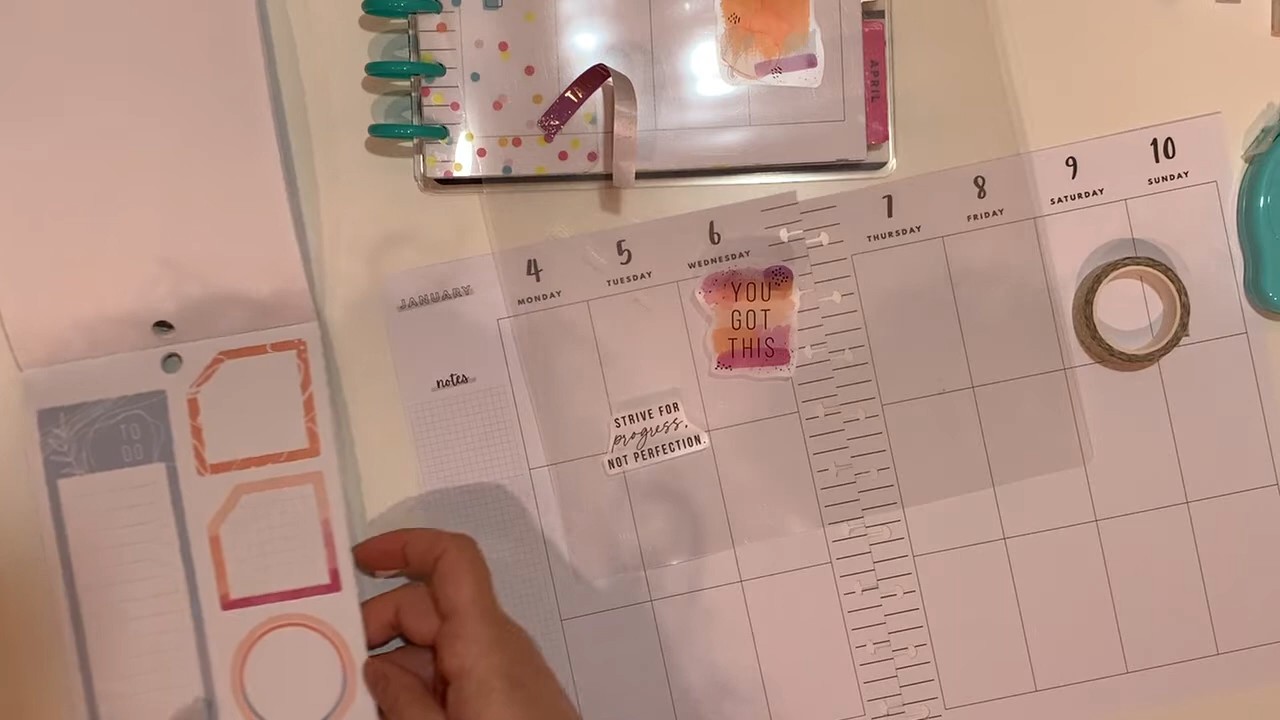 TA
APRIL
JANUARY
notes
4
MONDAY
5
TUESDAY
6
WEDNESDAY
7
THURSDAY
8
FRIDAY
9
SATURDAY
10
SUNDAY
YOU
GOT
THIS
STRIVE FOR
progress,
NOT PERFECTION.
TO
DO